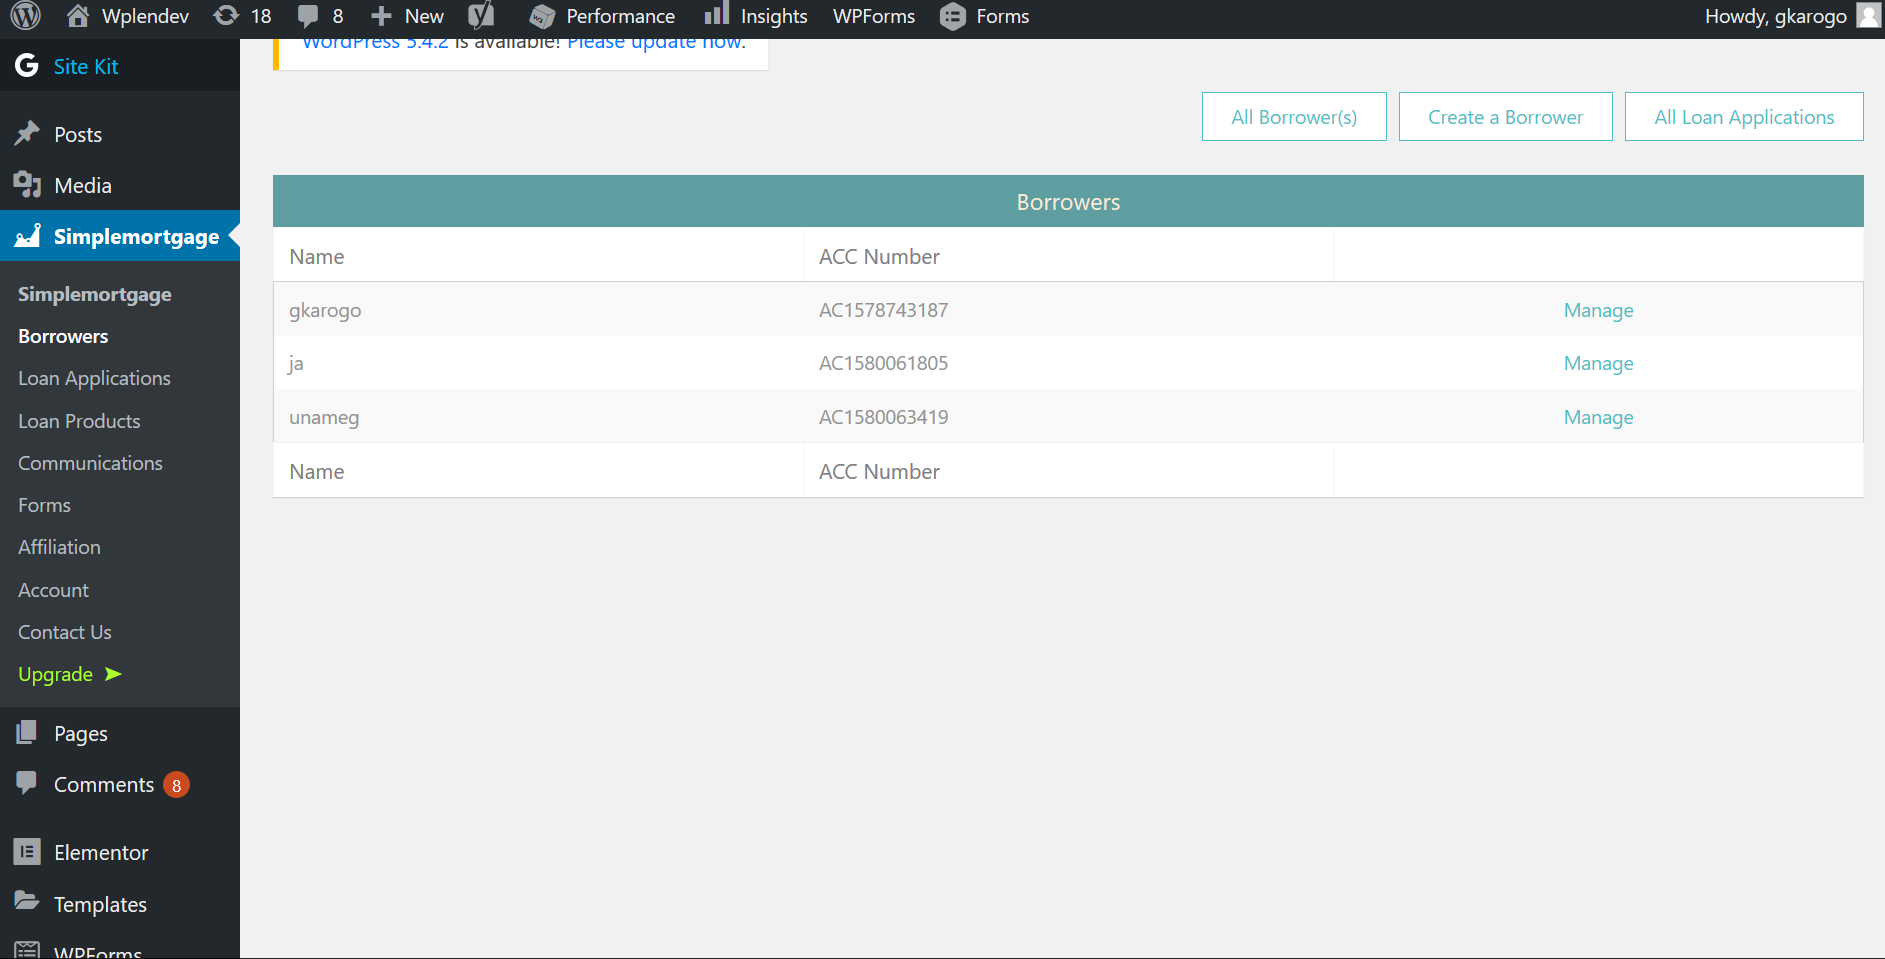 Wplendev 18 8 New Performance Insights WPForms Forms Howdy, gkarogo
WordPress 5.4.2 is available! Please update now.
Site Kit
Posts
Media
Simplemortgage
Simplemortgage
Borrowers
Loan Applications
Loan Products
Communications
Forms
Affiliation
Account
Contact Us
Upgrade ➤
Pages
Comments 8
Elementor
Templates
WPForms
All Borrower(s) Create a Borrower All Loan Applications
Borrowers
Name ACC Number
gkarogo AC1578743187 Manage
ja AC1580061805 Manage
unameg AC1580063419 Manage
Name ACC Number